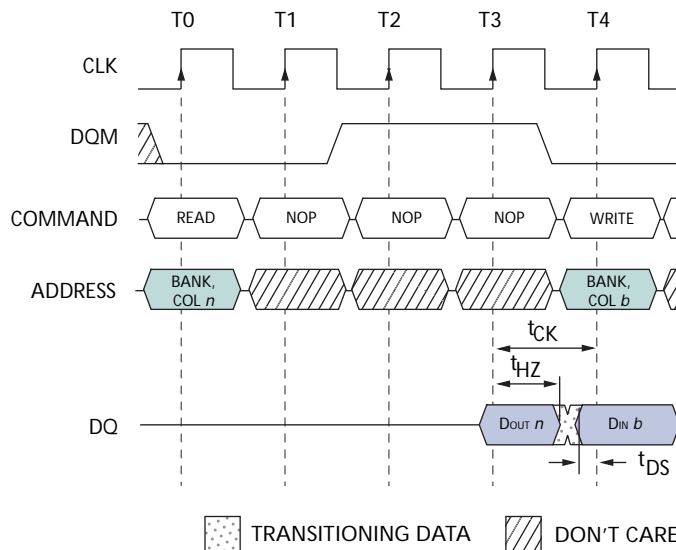 T0 T1 T2 T3 T4
CLK
DQM
COMMAND READ NOP NOP NOP WRITE
ADDRESS BANK, COL n BANK, COL b
tCK
tHZ
DQ DOUT n DIN b
tDS
TRANSITIONING DATA DON'T CARE